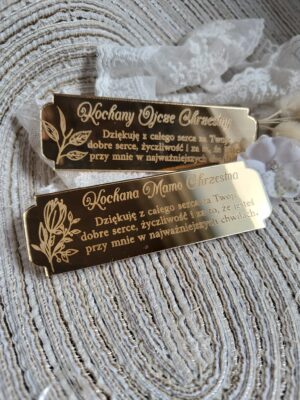 Kochany Ojcze Chrzestny
Dziękuję z całego serca za Twoje
dobre serce, życzliwość i za to, że
przy mnie w najważniejszych
Kochana Mamo Chrzestna
Dziękuję z całego serca za Twoje
dobre serce, życzliwość i za to, że jesteś
przy mnie w najważniejszych chwilach.